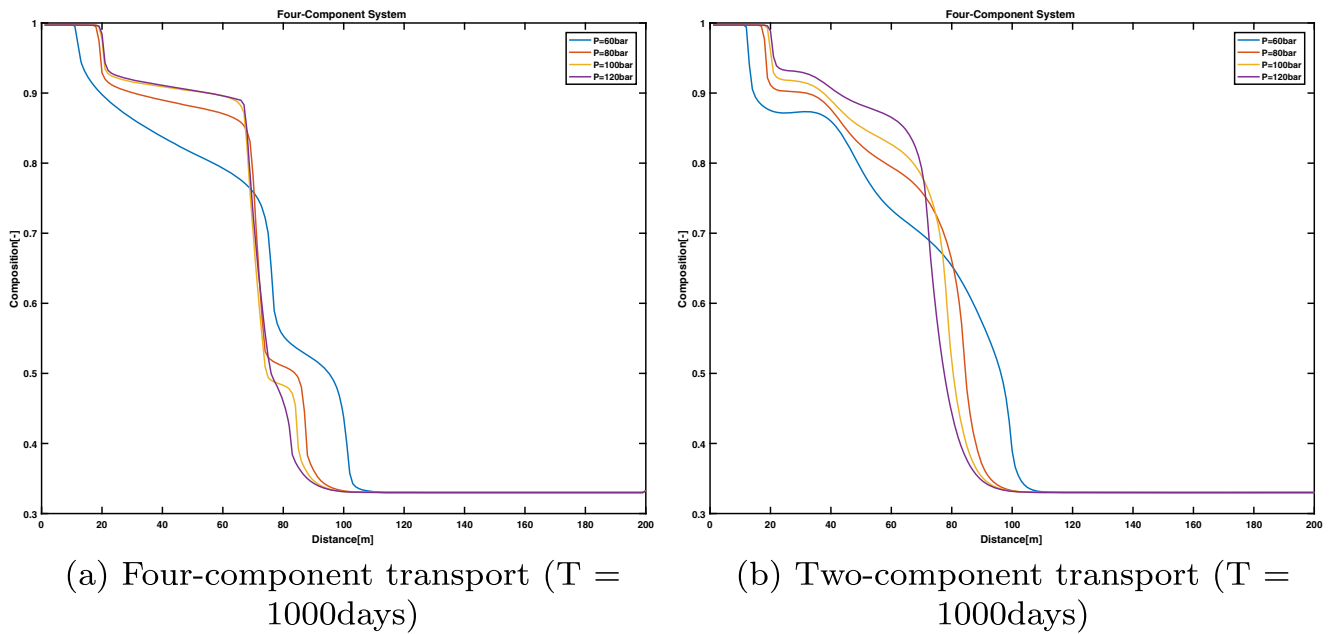 Four-Component System
P=60bar
P=80bar
P=100bar
P=120bar
1
0.9
0.8
0.7
0.6
0.5
0.4
0.3
Composition[-]
0 20 40 60 80 100 120 140 160 180 200
Distance[m]
(a) Four-component transport (T =
1000days)
Four-Component System
P=60bar
P=80bar
P=100bar
P=120bar
1
0.9
0.8
0.7
0.6
0.5
0.4
0.3
Composition[-]
0 20 40 60 80 100 120 140 160 180 200
Distance[m]
(b) Two-component transport (T =
1000days)